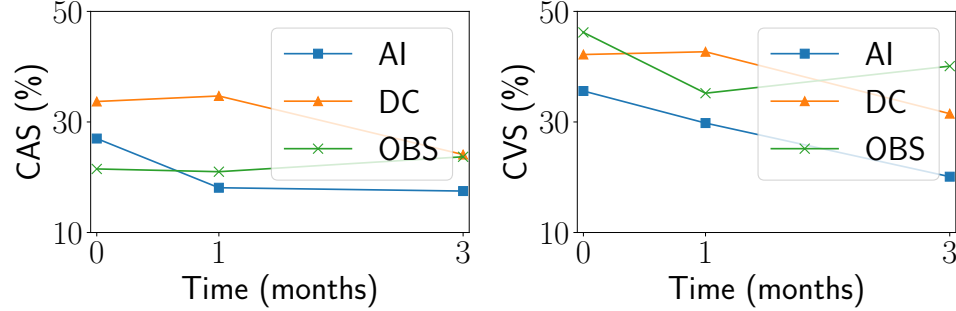 50
30
10
CAS (%)
AI
DC
OBS
0 1 3
Time (months)
50
30
10
CVS (%)
AI
DC
OBS
0 1 3
Time (months)